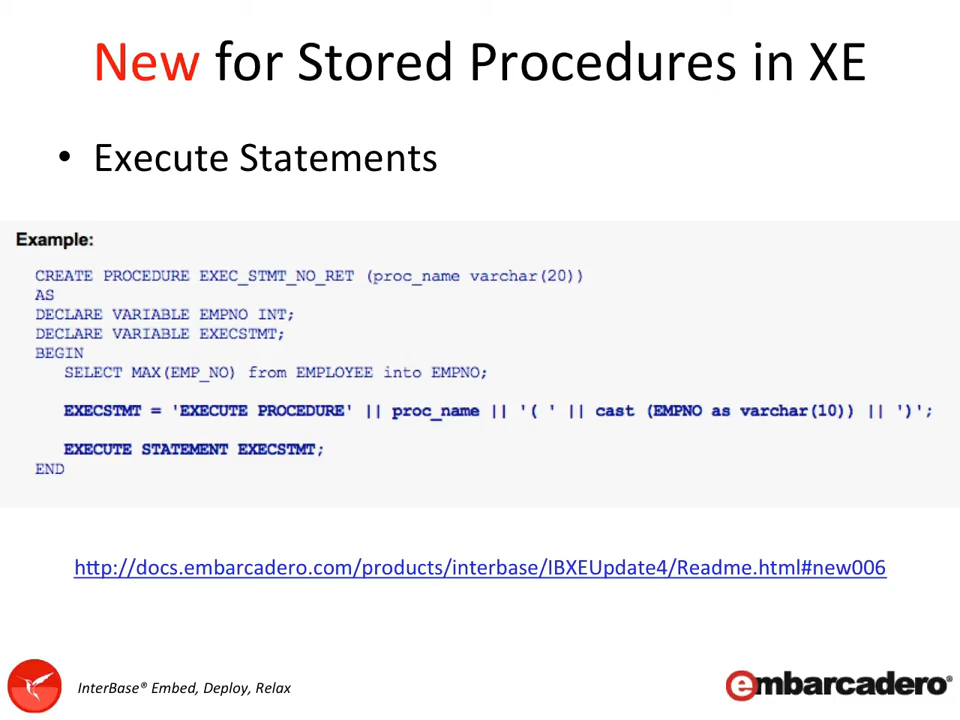 New for Stored Procedures in XE
• Execute Statements
Example:
CREATE PROCEDURE EXEC_STMT_NO_RET (proc_name varchar(20))
AS
DECLARE VARIABLE EMPNO INT;
DECLARE VARIABLE EXECSTMT;
BEGIN
SELECT MAX(EMP_NO) from EMPLOYEE into EMPNO;
EXECSTMT = 'EXECUTE PROCEDURE' || proc_name || '( ' || cast (EMPNO as varchar(10)) || ')';
EXECUTE STATEMENT EXECSTMT;
END
http://docs.embarcadero.com/products/interbase/IBXEUpdate4/Readme.html#new006
InterBase® Embed, Deploy, Relax
embarcadero®